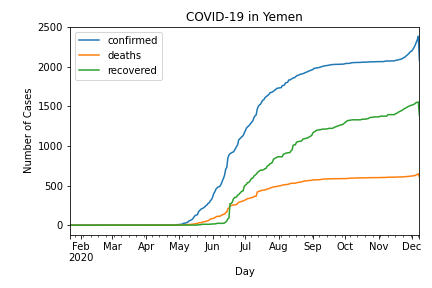 COVID-19 in Yemen
2500
2000
1500
1000
500
0
Number of Cases
confirmed
deaths
recovered
Feb Mar Apr May Jun Jul Aug Sep Oct Nov Dec
2020
Day